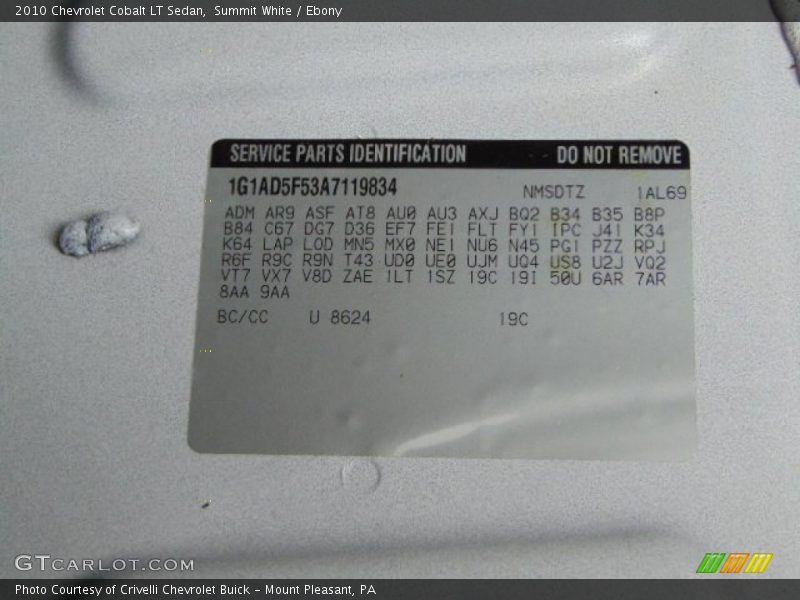 2010 Chevrolet Cobalt LT Sedan,  Summit White / Ebony
SERVICE PARTS IDENTIFICATION DO NOT REMOVE
1G1AD5F53A7119834 NMSDTZ 1AL69
ADM AR9 ASF AT8 AU0 AU3 AXJ BQ2 B34 B35 B8P
B84 C67 DG7 D36 EF7 FE1 FLT FY1 IPC J41 K34
K64 LAP LOD MN5 MX0 NE1 NU6 N45 PG1 PZZ RPJ
R6F R9C R9N T43 UD0 UE0 UJM UQ4 US8 U2J VQ2
VT7 VX7 V8D ZAE 1LT 1SZ 19C 19I 50U 6AR 7AR
8AA 9AA
BC/CC U 8624 19C
GTCARLOT.COM
Photo Courtesy of Crivelli Chevrolet Buick – Mount Pleasant, PA